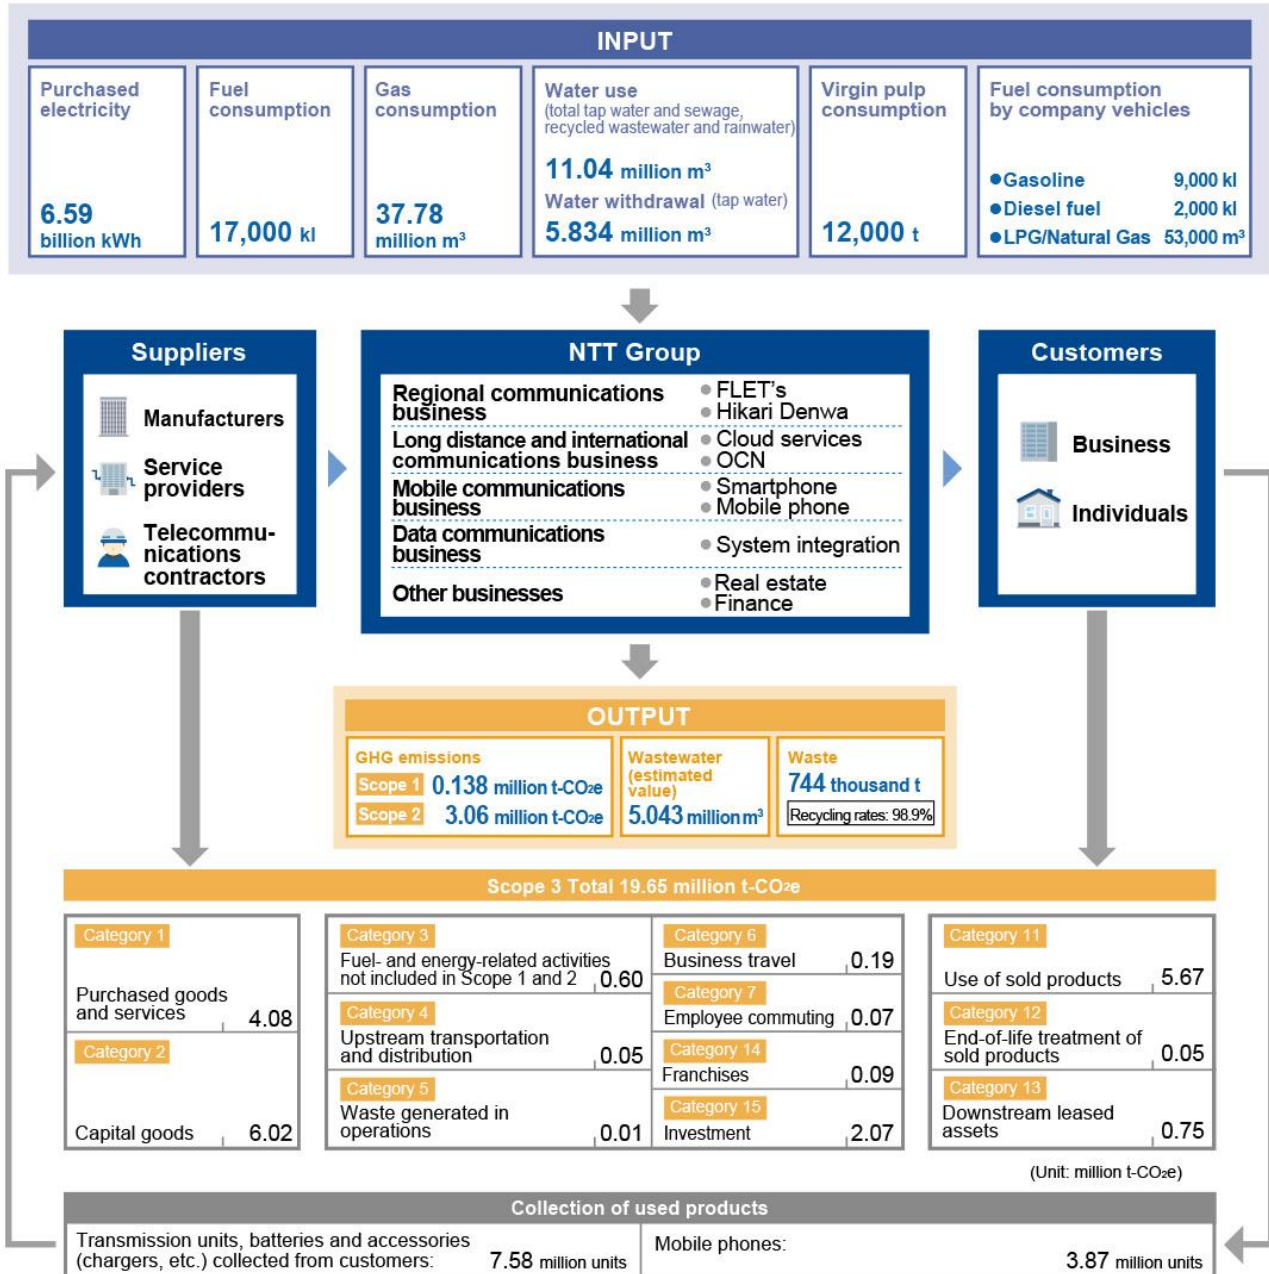 INPUT
Purchased
electricity
6.59
billion kWh
Fuel
consumption
17,000 kl
Gas
consumption
37.78
million m³
Water use
(total tap water and sewage,
recycled wastewater and rainwater)
11.04 million m³
Water withdrawal (tap water)
5.834 million m³
Virgin pulp
consumption
12,000 t
Fuel consumption
by company vehicles
●Gasoline 9,000 kl
●Diesel fuel 2,000 kl
●LPG/Natural Gas 53,000 m³
Suppliers
Manufacturers
Service
providers
Telecommu-
nications
contractors
NTT Group
Regional communications
business
● FLET's
● Hikari Denwa
Long distance and international
communications business
● Cloud services
● OCN
Mobile communications
business
● Smartphone
● Mobile phone
Data communications
business
● System integration
Other businesses
● Real estate
● Finance
Customers
Business
Individuals
OUTPUT
GHG emissions
Scope 1 0.138 million t-CO₂e
Scope 2 3.06 million t-CO₂e
Wastewater
(estimated
value)
5.043 million m³
Waste
744 thousand t
Recycling rates: 98.9%
Scope 3 Total 19.65 million t-CO₂e
Category 1
Purchased goods
and services 4.08
Category 2
Capital goods 6.02
Category 3
Fuel- and energy-related activities
not included in Scope 1 and 2 0.60
Category 4
Upstream transportation
and distribution 0.05
Category 5
Waste generated in
operations 0.01
Category 6
Business travel 0.19
Category 7
Employee commuting 0.07
Category 14
Franchises 0.09
Category 15
Investment 2.07
Category 11
Use of sold products 5.67
Category 12
End-of-life treatment of
sold products 0.05
Category 13
Downstream leased
assets 0.75
(Unit: million t-CO₂e)
Collection of used products
Transmission units, batteries and accessories
(chargers, etc.) collected from customers: 7.58 million units
Mobile phones:
3.87 million units